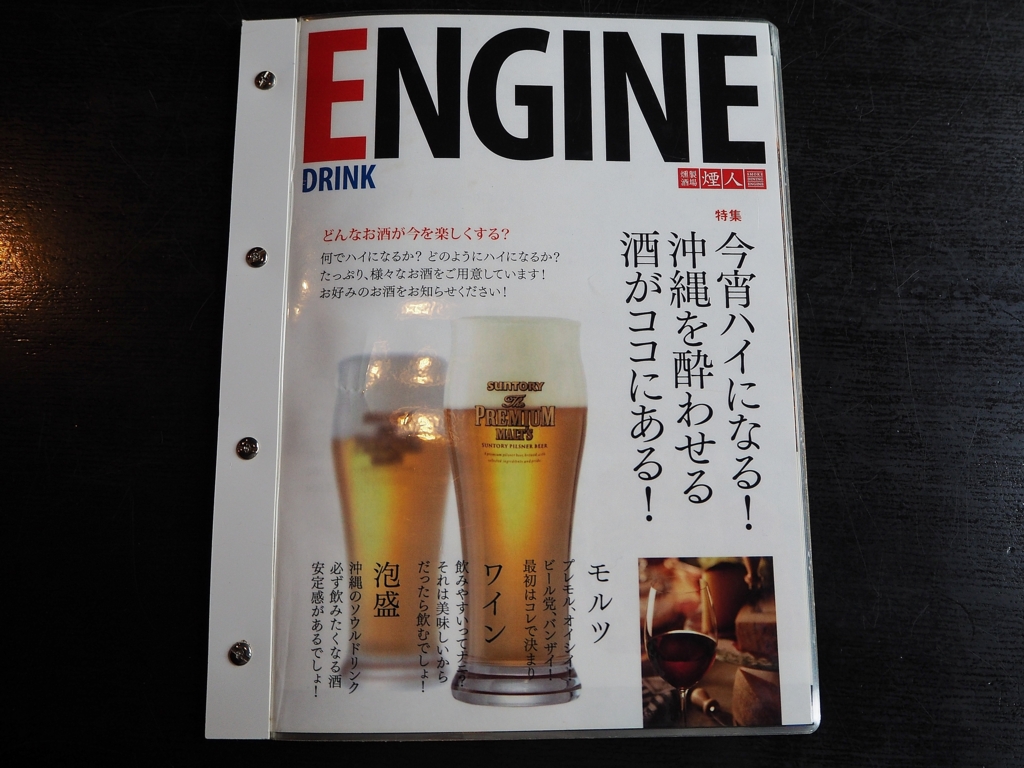 ENGINE
DRINK
燻製
酒場
煙人
特集
今宵ハイになる！
沖縄を酔わせる
酒がココにある！
どんなお酒が今を楽しくする？
何でハイになるか？ どのようにハイになるか？
たっぷり、様々なお酒をご用意しています！
お好みのお酒をお知らせください！
SUNTORY
The
PREMIUM
MALT'S
SUNTORY PILSNER BEER
モルツ
プレモル、オイシイ！
ビール党、バンザイ！
最初はコレで決まり
ワイン
飲みやすいってナニ？
それは美味しいから
だったら飲むでしょ！
泡盛
沖縄のソウルドリンク
必ず飲みたくなる酒
安定感があるでしょ！